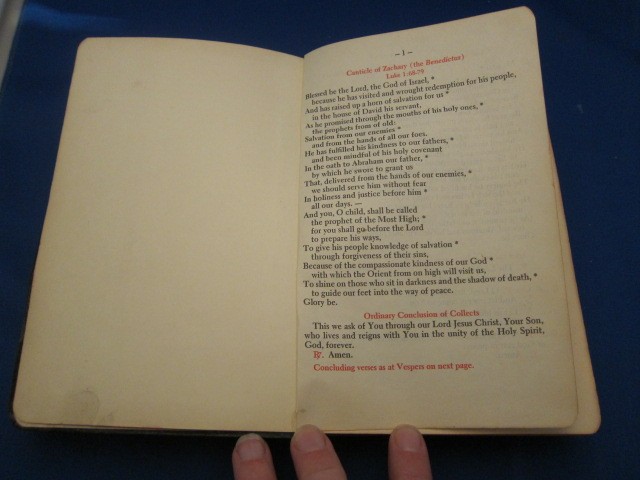 – 1 –
Canticle of Zachary (the Benedictus)
Luke 1:68-79
Blessed be the Lord, the God of Israel, *
because he has visited and wrought redemption for his people,
And has raised up a horn of salvation for us *
in the house of David his servant,
As he promised through the mouths of his holy ones, *
the prophets from of old:
Salvation from our enemies *
and from the hands of all our foes.
He has fulfilled his kindness to our fathers, *
and been mindful of his holy covenant
In the oath to Abraham our father, *
by which he swore to grant us
That, delivered from the hands of our enemies, *
we should serve him without fear
In holiness and justice before him *
all our days. —
And you, O child, shall be called
the prophet of the Most High; *
for you shall go before the Lord
to prepare his ways,
To give his people knowledge of salvation *
through forgiveness of their sins,
Because of the compassionate kindness of our God *
with which the Orient from on high will visit us,
To shine on those who sit in darkness and the shadow of death, *
to guide our feet into the way of peace.
Glory be.
Ordinary Conclusion of Collects
This we ask of You through our Lord Jesus Christ, Your Son,
who lives and reigns with You in the unity of the Holy Spirit,
God, forever.
℟. Amen.
Concluding verses as at Vespers on next page.